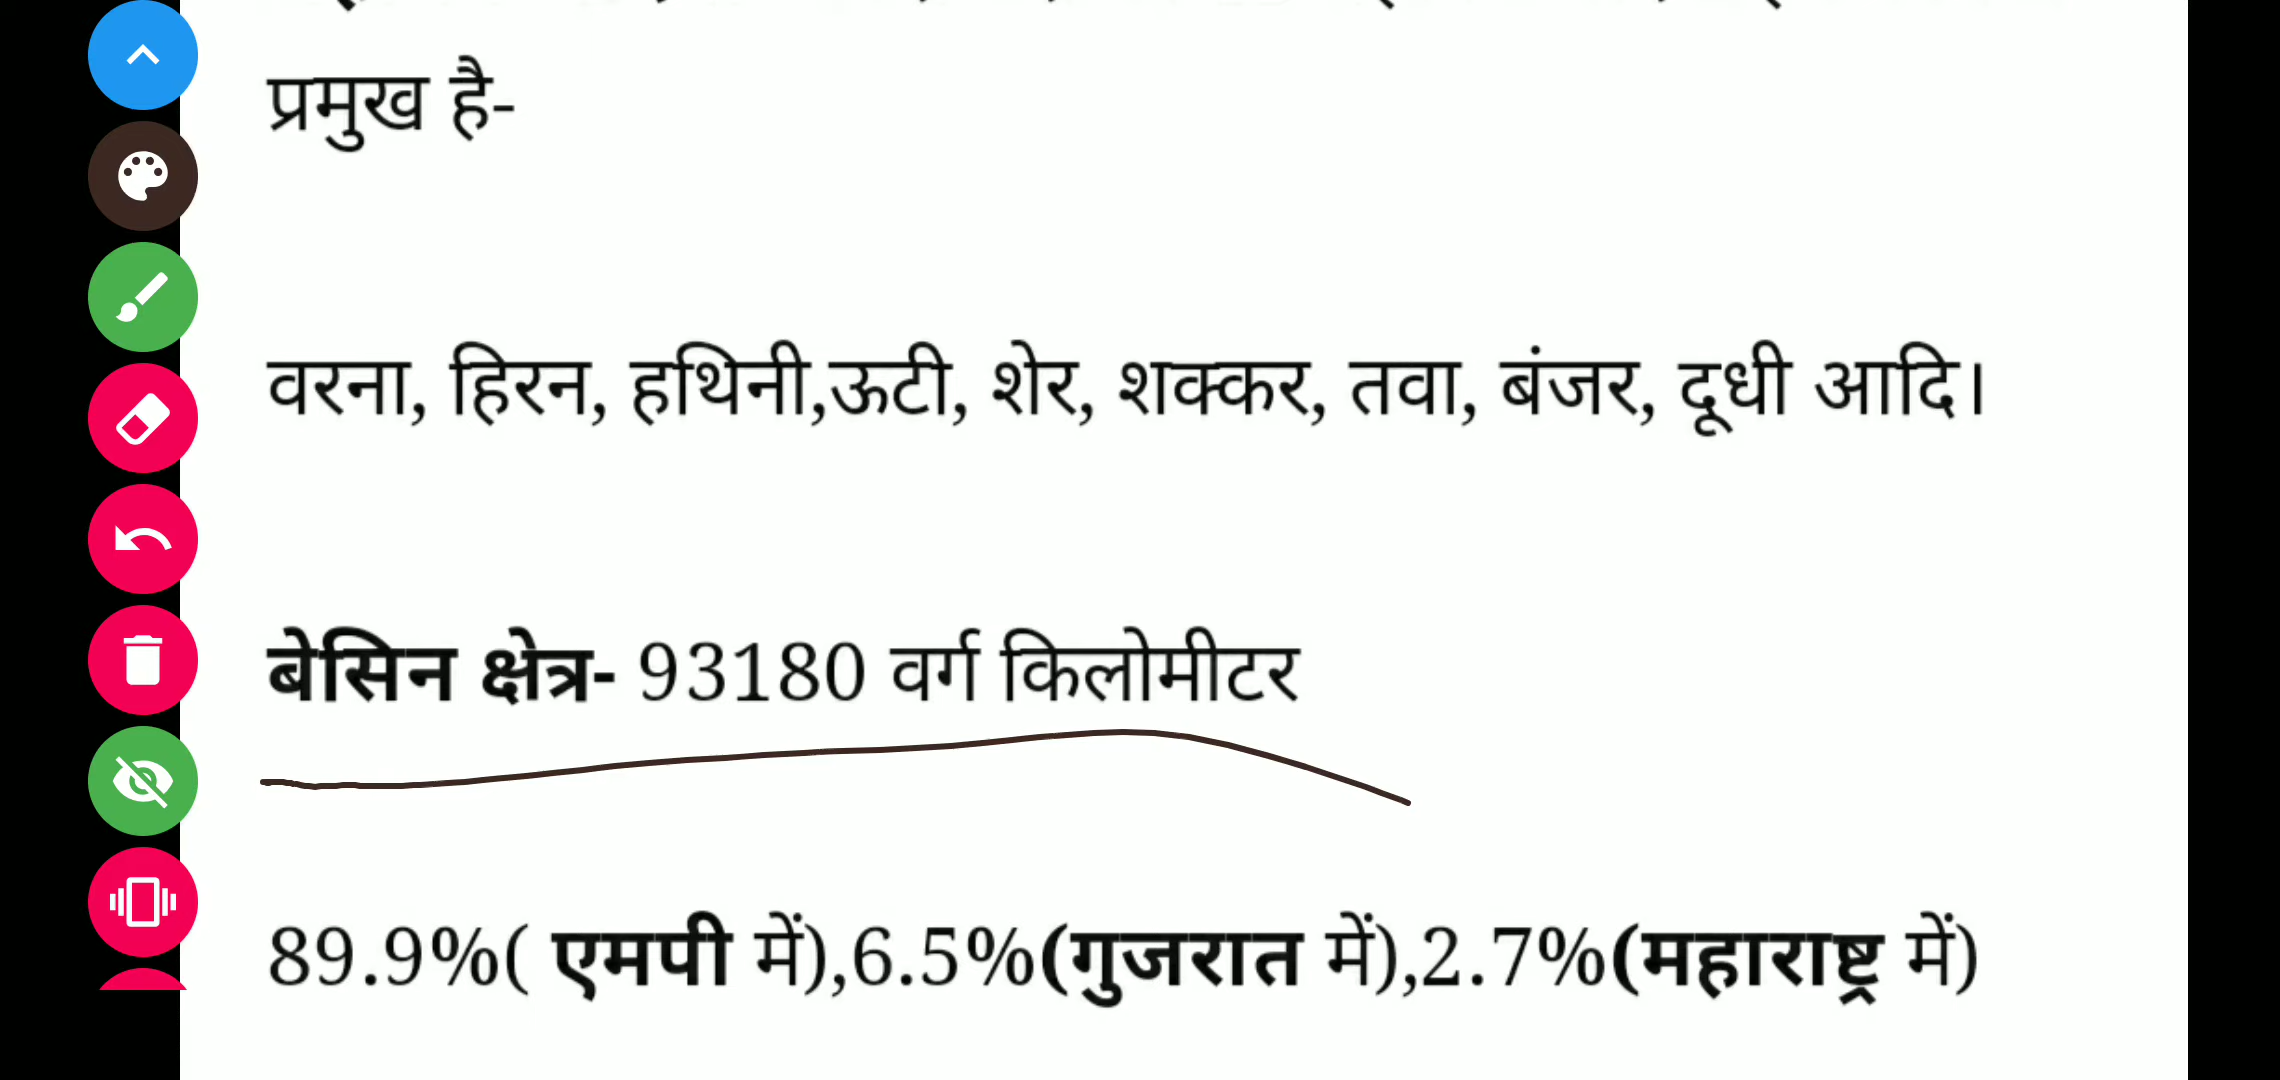 प्रमुख है-
वरना, हिरन, हथिनी,ऊटी, शेर, शक्कर, तवा, बंजर, दूधी आदि।
बेसिन क्षेत्र- 93180 वर्ग किलोमीटर
89.9%( एमपी में),6.5%(गुजरात में),2.7%(महाराष्ट्र में)